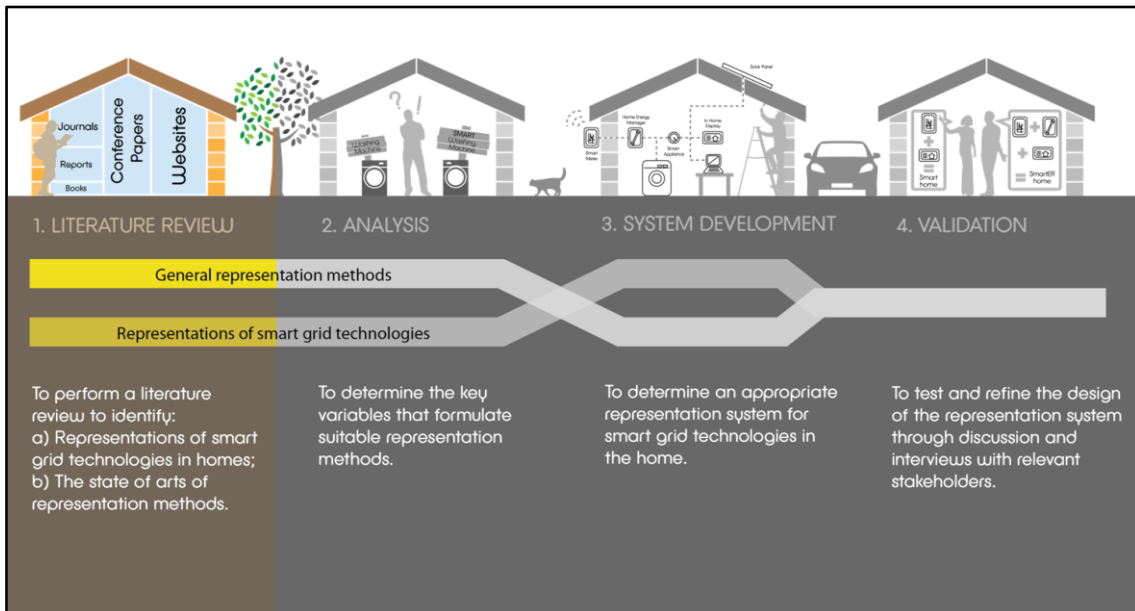 Journals
Reports
Books
Conference
Papers
Websites
Washing
Machine
SMART
Washing
Machine
? !
Solar Panel
Home Energy
Manager
In Home
Display
Smart
Meter
Smart
Appliance
+
=
Smart
home
+
+
=
SmartER
home
1. LITERATURE REVIEW
2. ANALYSIS
3. SYSTEM DEVELOPMENT
4. VALIDATION
General representation methods
Representations of smart grid technologies
To perform a literature
review to identify:
a) Representations of smart
grid technologies in homes;
b) The state of arts of
representation methods.
To determine the key
variables that formulate
suitable representation
methods.
To determine an appropriate
representation system for
smart grid technologies in
the home.
To test and refine the design
of the representation system
through discussion and
interviews with relevant
stakeholders.